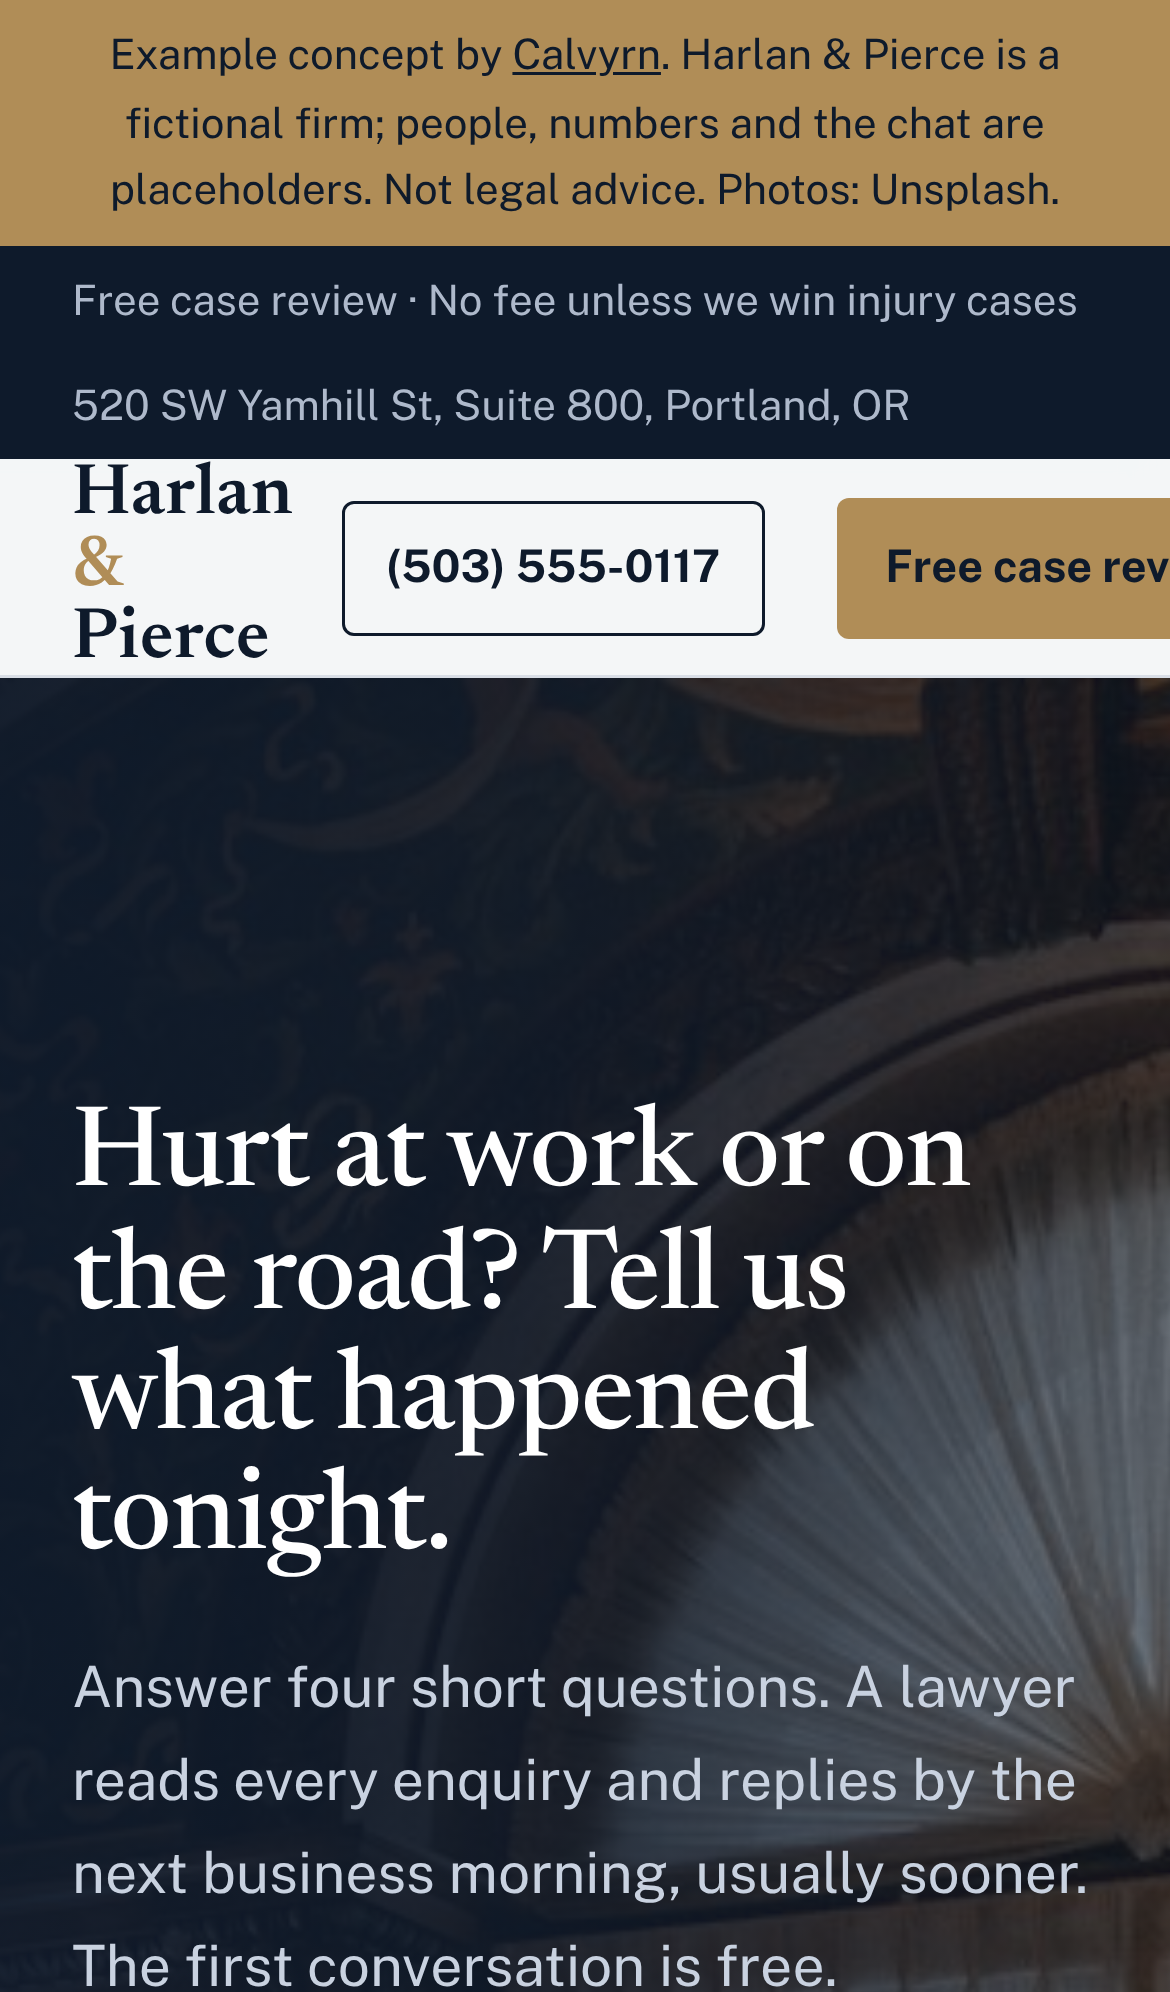 Example concept by Calvyrn. Harlan & Pierce is a
fictional firm; people, numbers and the chat are
placeholders. Not legal advice. Photos: Unsplash.
Free case review · No fee unless we win injury cases
520 SW Yamhill St, Suite 800, Portland, OR
Harlan
&
Pierce
(503) 555-0117
Free case rev
Hurt at work or on
the road? Tell us
what happened
tonight.
Answer four short questions. A lawyer
reads every enquiry and replies by the
next business morning, usually sooner.
The first conversation is free.